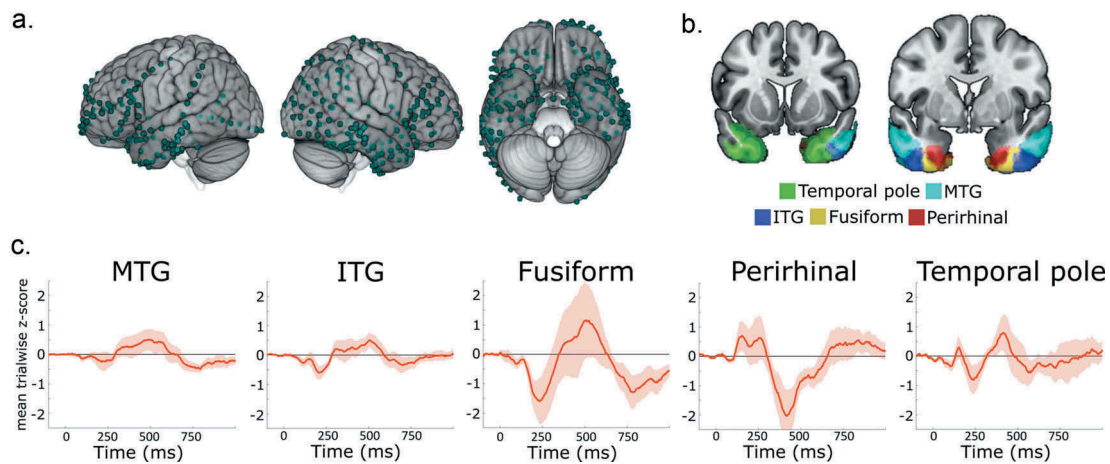 a.
b.
Temporal pole MTG
ITG Fusiform Perirhinal
c.
MTG ITG Fusiform Perirhinal Temporal pole
mean trialwise z-score
2 2 2 2 2
1 1 1 1 1
0 0 0 0 0
-1 -1 -1 -1 -1
-2 -2 -2 -2 -2
0 250 500 750 0 250 500 750 0 250 500 750 0 250 450 750 0 250 500 750
Time (ms) Time (ms) Time (ms) Time (ms) Time (ms)